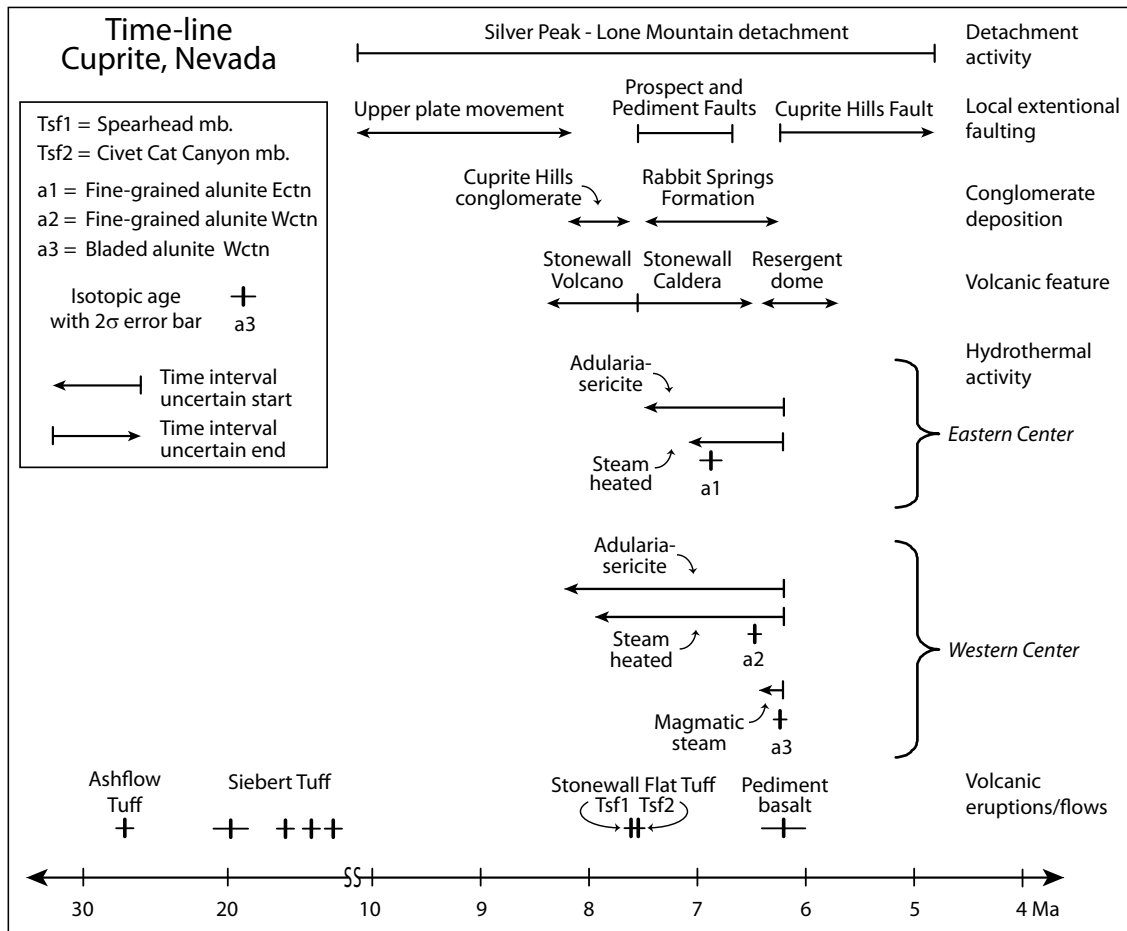 Time-line
Cuprite, Nevada
Tsf1 = Spearhead mb.
Tsf2 = Civet Cat Canyon mb.
a1 = Fine-grained alunite Ectn
a2 = Fine-grained alunite Wctn
a3 = Bladed alunite Wctn
Isotopic age
with 2σ error bar
a3
Time interval
uncertain start
Time interval
uncertain end
Silver Peak - Lone Mountain detachment
Detachment
activity
Upper plate movement
Prospect and
Pediment Faults
Cuprite Hills Fault
Local extentional
faulting
Cuprite Hills
conglomerate
Rabbit Springs
Formation
Conglomerate
deposition
Stonewall
Volcano
Stonewall
Caldera
Resergent
dome
Volcanic feature
Hydrothermal
activity
Adularia-
sericite
Steam
heated
a1
Eastern Center
Adularia-
sericite
Steam
heated
a2
Magmatic
steam
a3
Western Center
Ashflow
Tuff
Siebert Tuff
Stonewall Flat Tuff
Tsf1 Tsf2
Pediment
basalt
Volcanic
eruptions/flows
30 20 10 9 8 7 6 5 4 Ma